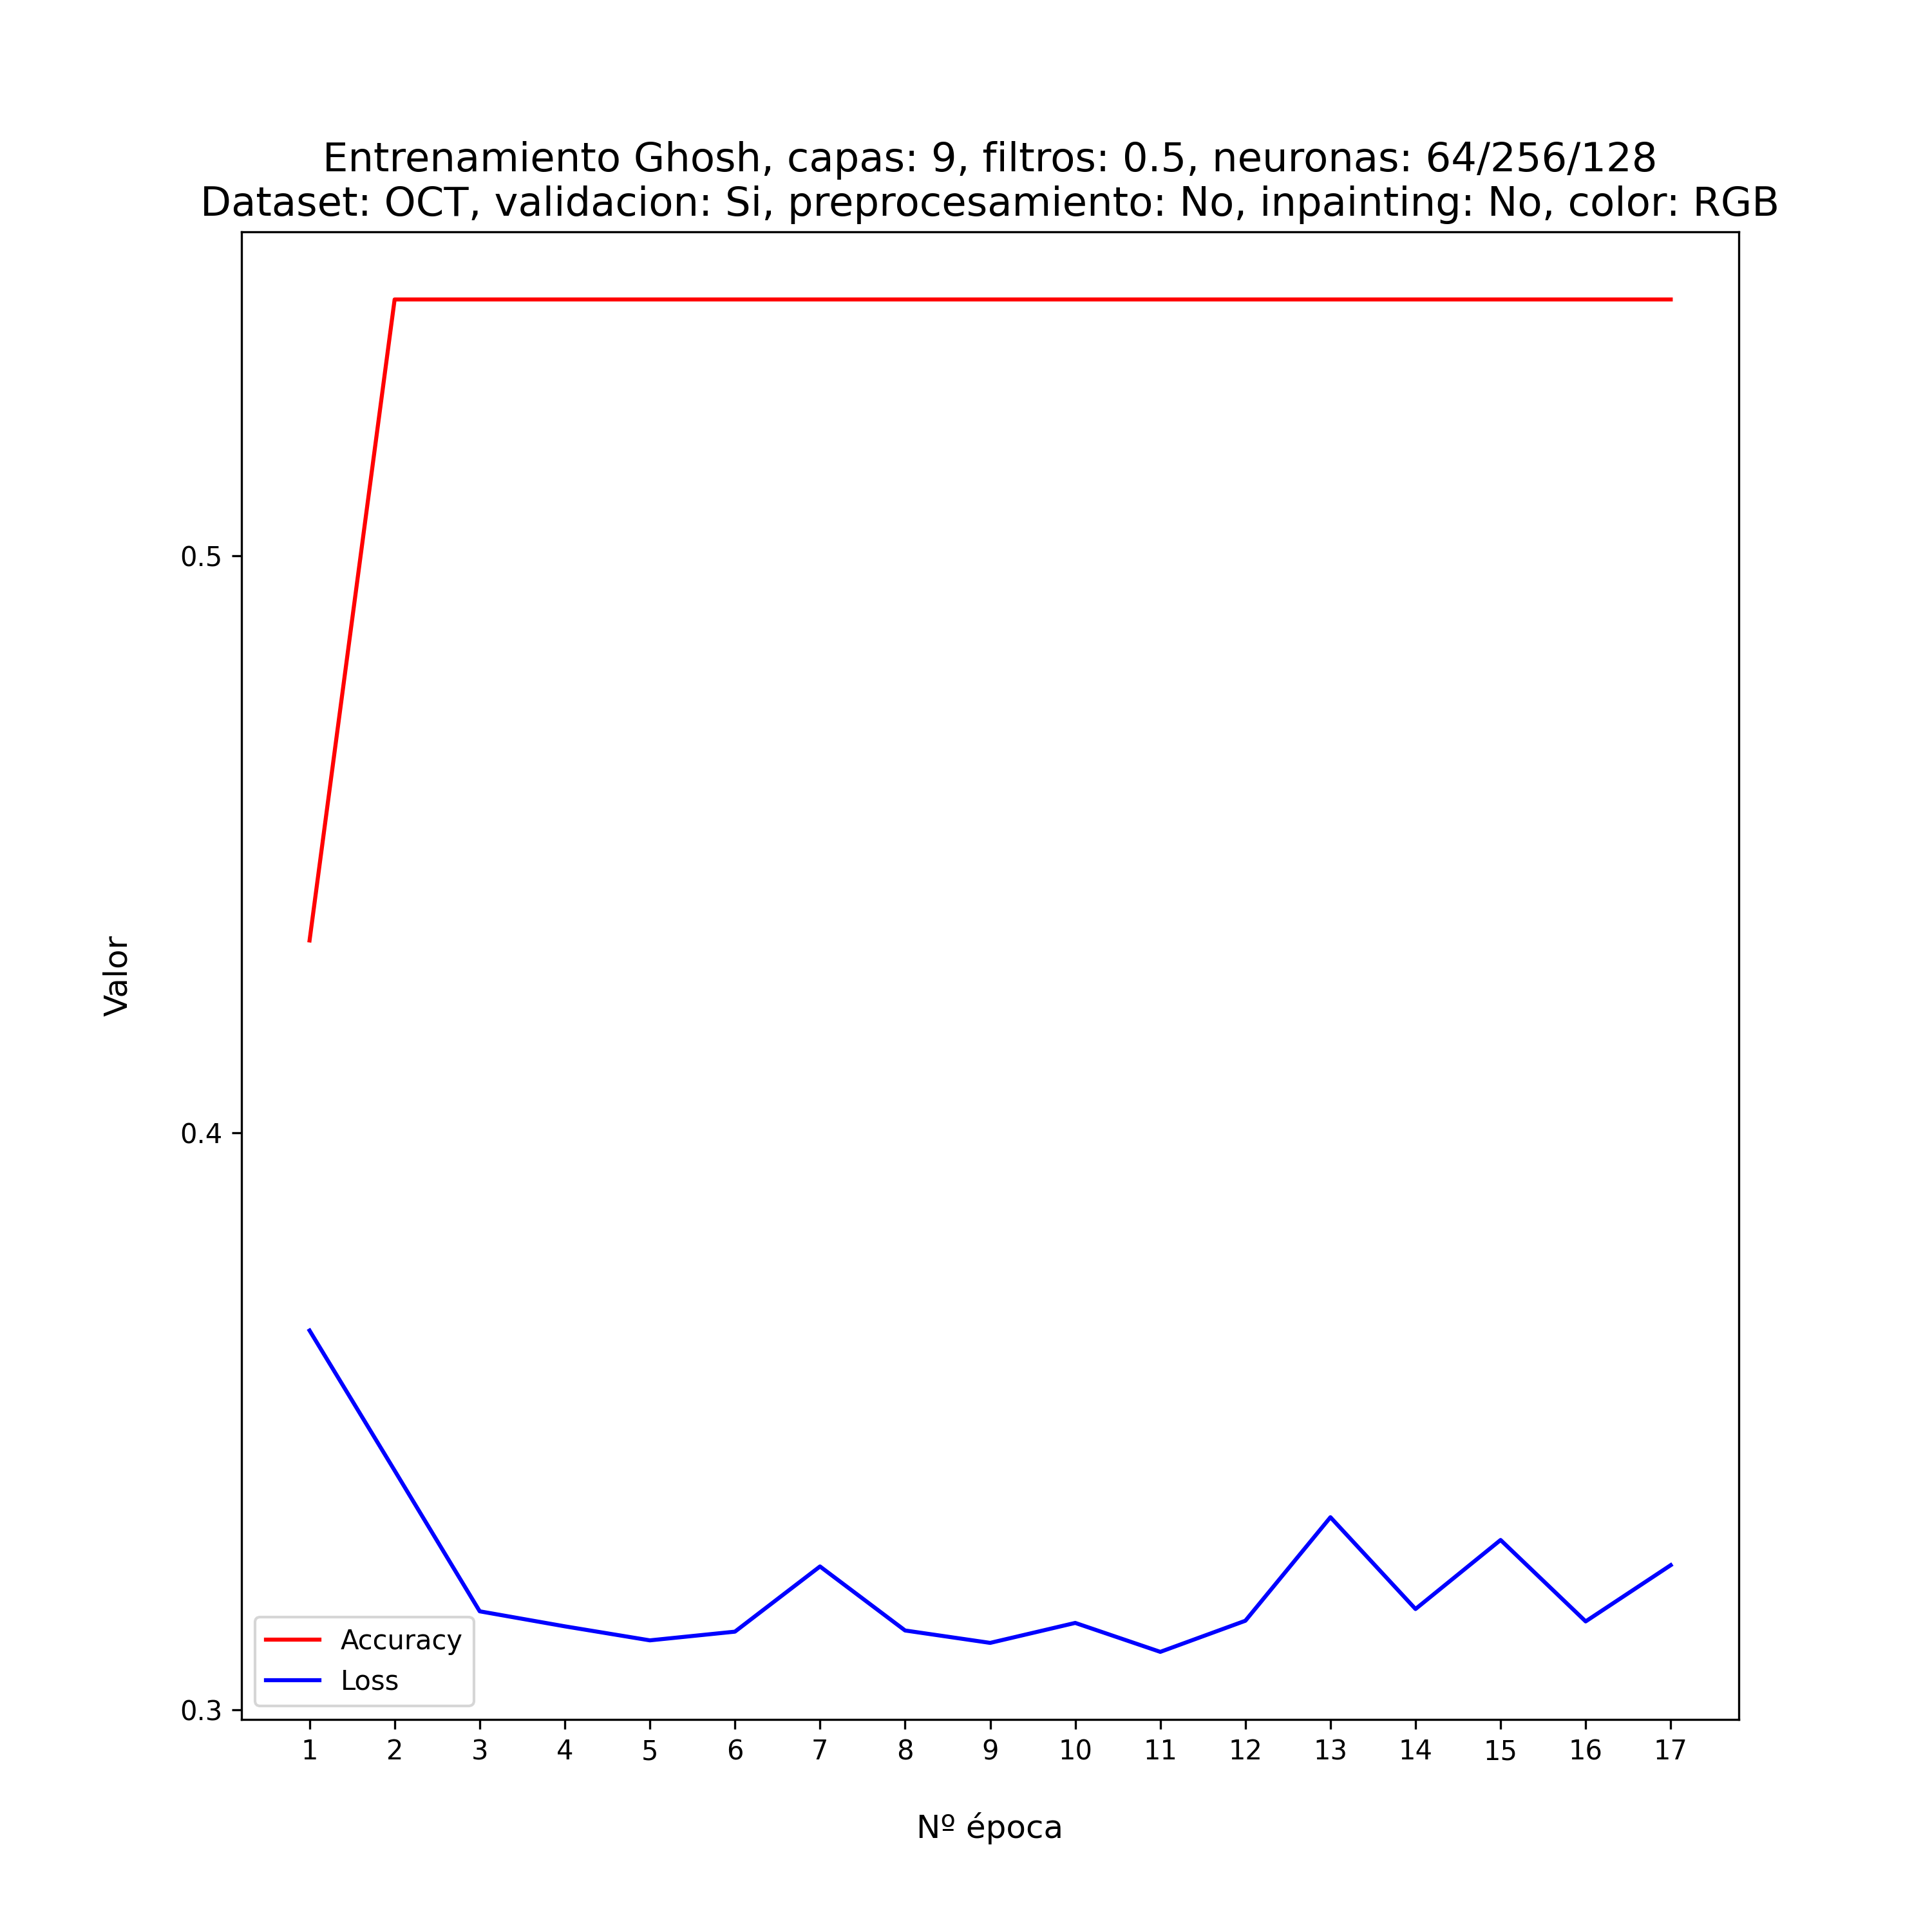 Entrenamiento Ghosh, capas: 9, filtros: 0.5, neuronas: 64/256/128
Dataset: OCT, validacion: Si, preprocesamiento: No, inpainting: No, color: RGB
0.5
0.4
0.3
Valor
Accuracy
Loss
1 2 3 4 5 6 7 8 9 10 11 12 13 14 15 16 17
Nº época